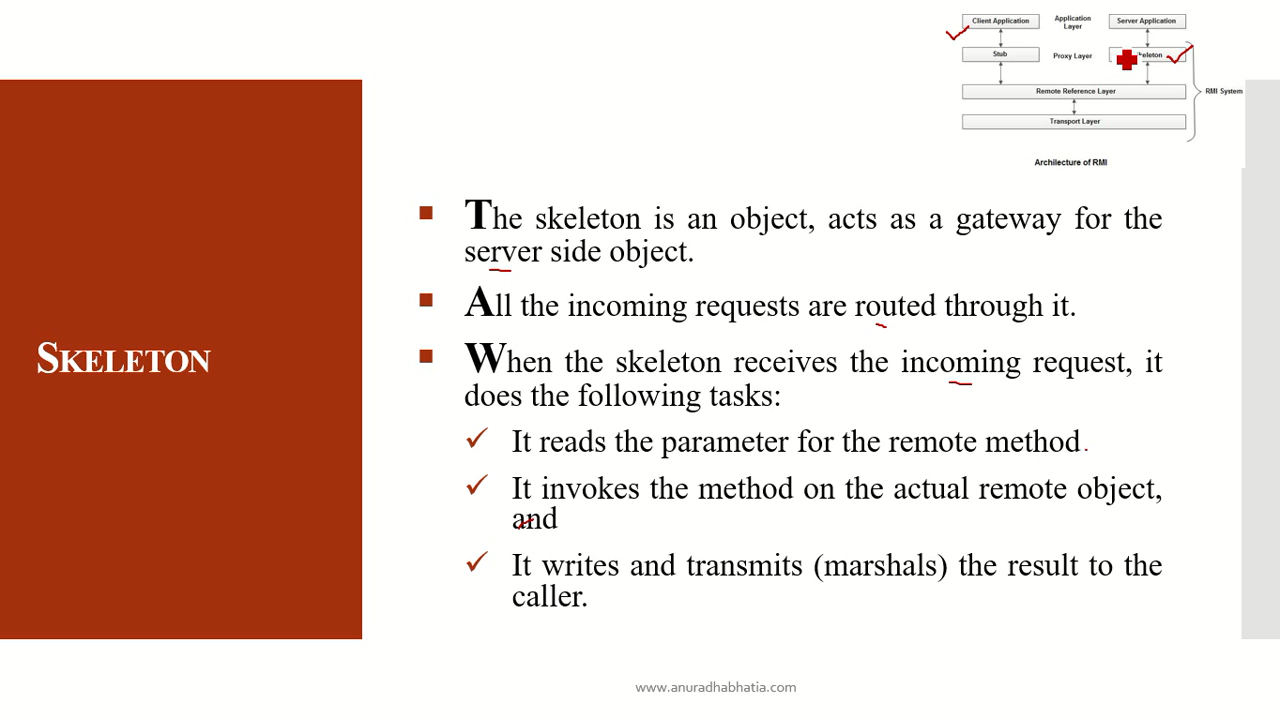 Client Application
Application
Layer
Server Application
Stub
Proxy Layer
Remote Reference Layer
RMI System
Transport Layer
Architecture of RMI
The skeleton is an object, acts as a gateway for the
server side object.
All the incoming requests are routed through it.
SKELETON
When the skeleton receives the incoming request, it
does the following tasks:
It reads the parameter for the remote method.
It invokes the method on the actual remote object,
and
It writes and transmits (marshals) the result to the
caller.
www.anuradhabhatia.com